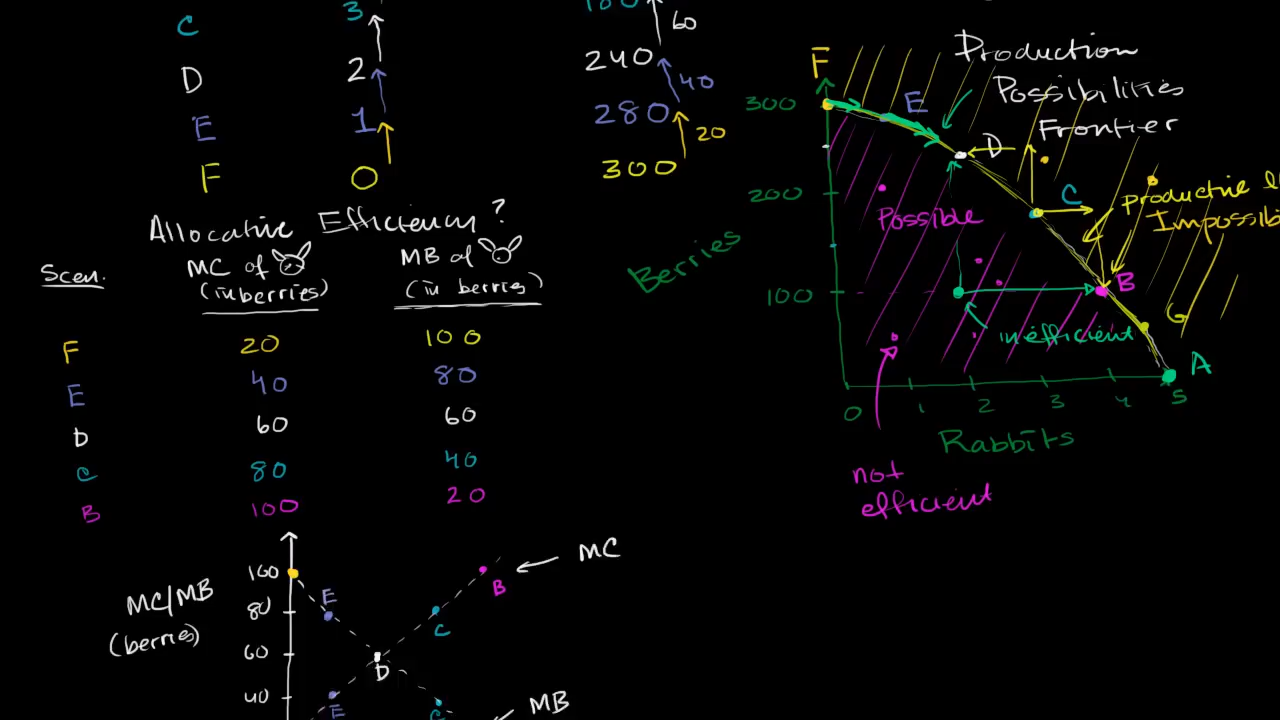 C 3 180
60
D 2 240
40
E 1 280
20
F 0 300
Allocative Efficiency?
Scen. MC of MB of
(in berries) (in berries)
F 20 100
E 40 80
D 60 60
C 80 40
B 100 20
MC/MB
(berries)
100
80
60
40
E
D
C
B
MC
E
C
MB
Production
Possibilities
Frontier
F
E
D
C
B
G
A
300
200
100
Berries
Possible
Impossib
inefficient
0 1 2 3 4 5
Rabbits
not
efficient